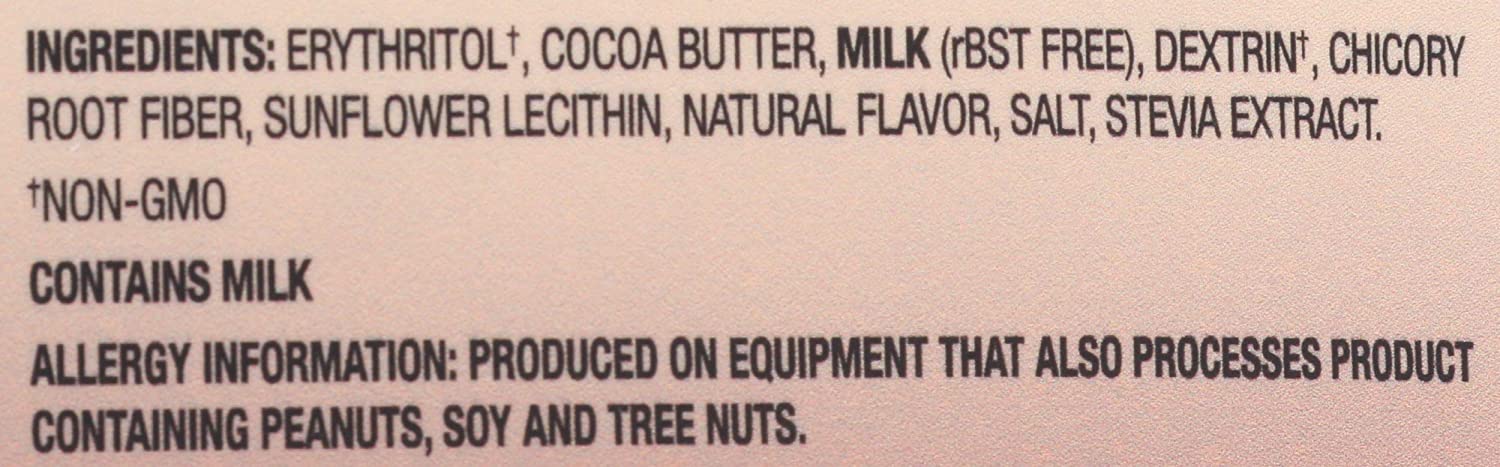 INGREDIENTS: ERYTHRITOL†, COCOA BUTTER, MILK (rBST FREE), DEXTRIN†, CHICORY
ROOT FIBER, SUNFLOWER LECITHIN, NATURAL FLAVOR, SALT, STEVIA EXTRACT.
†NON-GMO
CONTAINS MILK
ALLERGY INFORMATION: PRODUCED ON EQUIPMENT THAT ALSO PROCESSES PRODUCT
CONTAINING PEANUTS, SOY AND TREE NUTS.